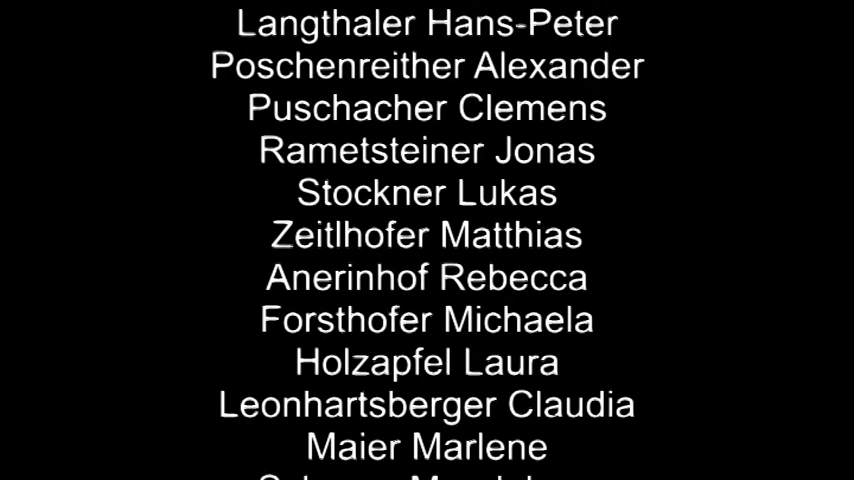 Langthaler Hans-Peter
Poschenreither Alexander
Puschacher Clemens
Rametsteiner Jonas
Stockner Lukas
Zeitlhofer Matthias
Anerinhof Rebecca
Forsthofer Michaela
Holzapfel Laura
Leonhartsberger Claudia
Maier Marlene